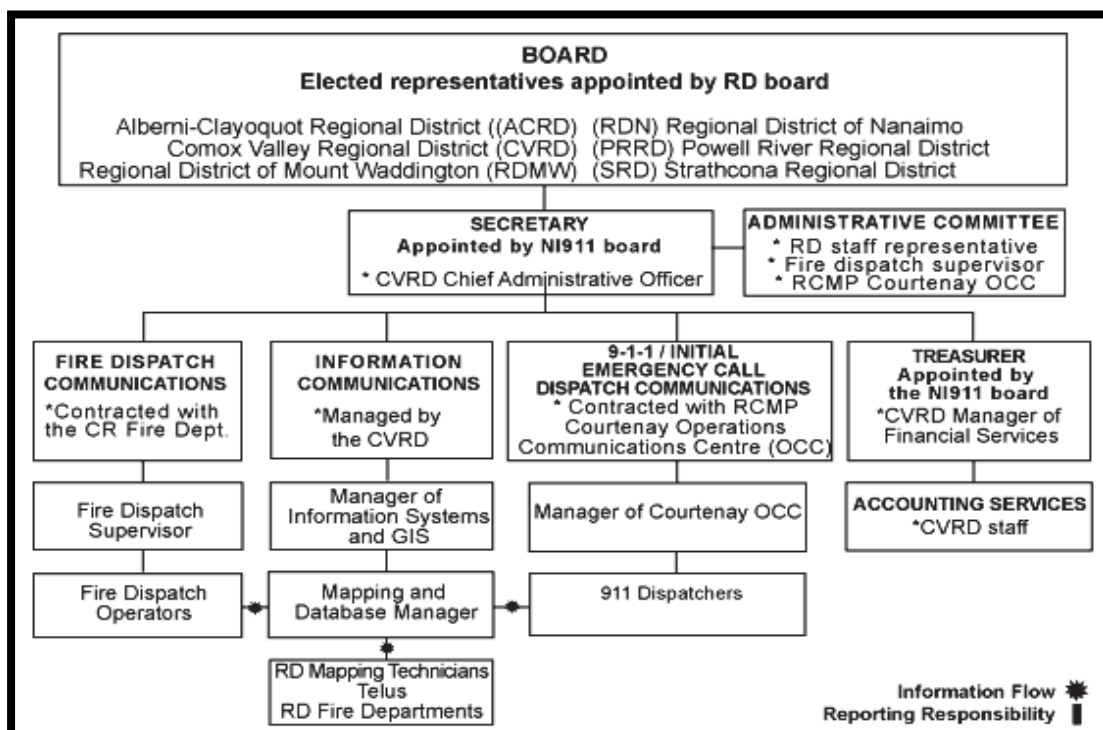 BOARD
Elected representatives appointed by RD board
Alberni-Clayoquot Regional District ((ACRD) (RDN) Regional District of Nanaimo
Comox Valley Regional District (CVRD) (PRRD) Powell River Regional District
Regional District of Mount Waddington (RDMW) (SRD) Strathcona Regional District
SECRETARY
Appointed by NI911 board
* CVRD Chief Administrative Officer
ADMINISTRATIVE COMMITTEE
* RD staff representative
* Fire dispatch supervisor
* RCMP Courtenay OCC
FIRE DISPATCH
COMMUNICATIONS
*Contracted with
the CR Fire Dept.
INFORMATION
COMMUNICATIONS
*Managed by
the CVRD
9-1-1 / INITIAL
EMERGENCY CALL
DISPATCH COMMUNICATIONS
* Contracted with RCMP
Courtenay Operations
Communications Centre (OCC)
TREASURER
Appointed by
the NI911 board
*CVRD Manager of
Financial Services
Fire Dispatch
Supervisor
Manager of
Information Systems
and GIS
Manager of Courtenay OCC
ACCOUNTING SERVICES
*CVRD staff
Fire Dispatch
Operators
Mapping and
Database Manager
911 Dispatchers
RD Mapping Technicians
Telus
RD Fire Departments
Information Flow
Reporting Responsibility